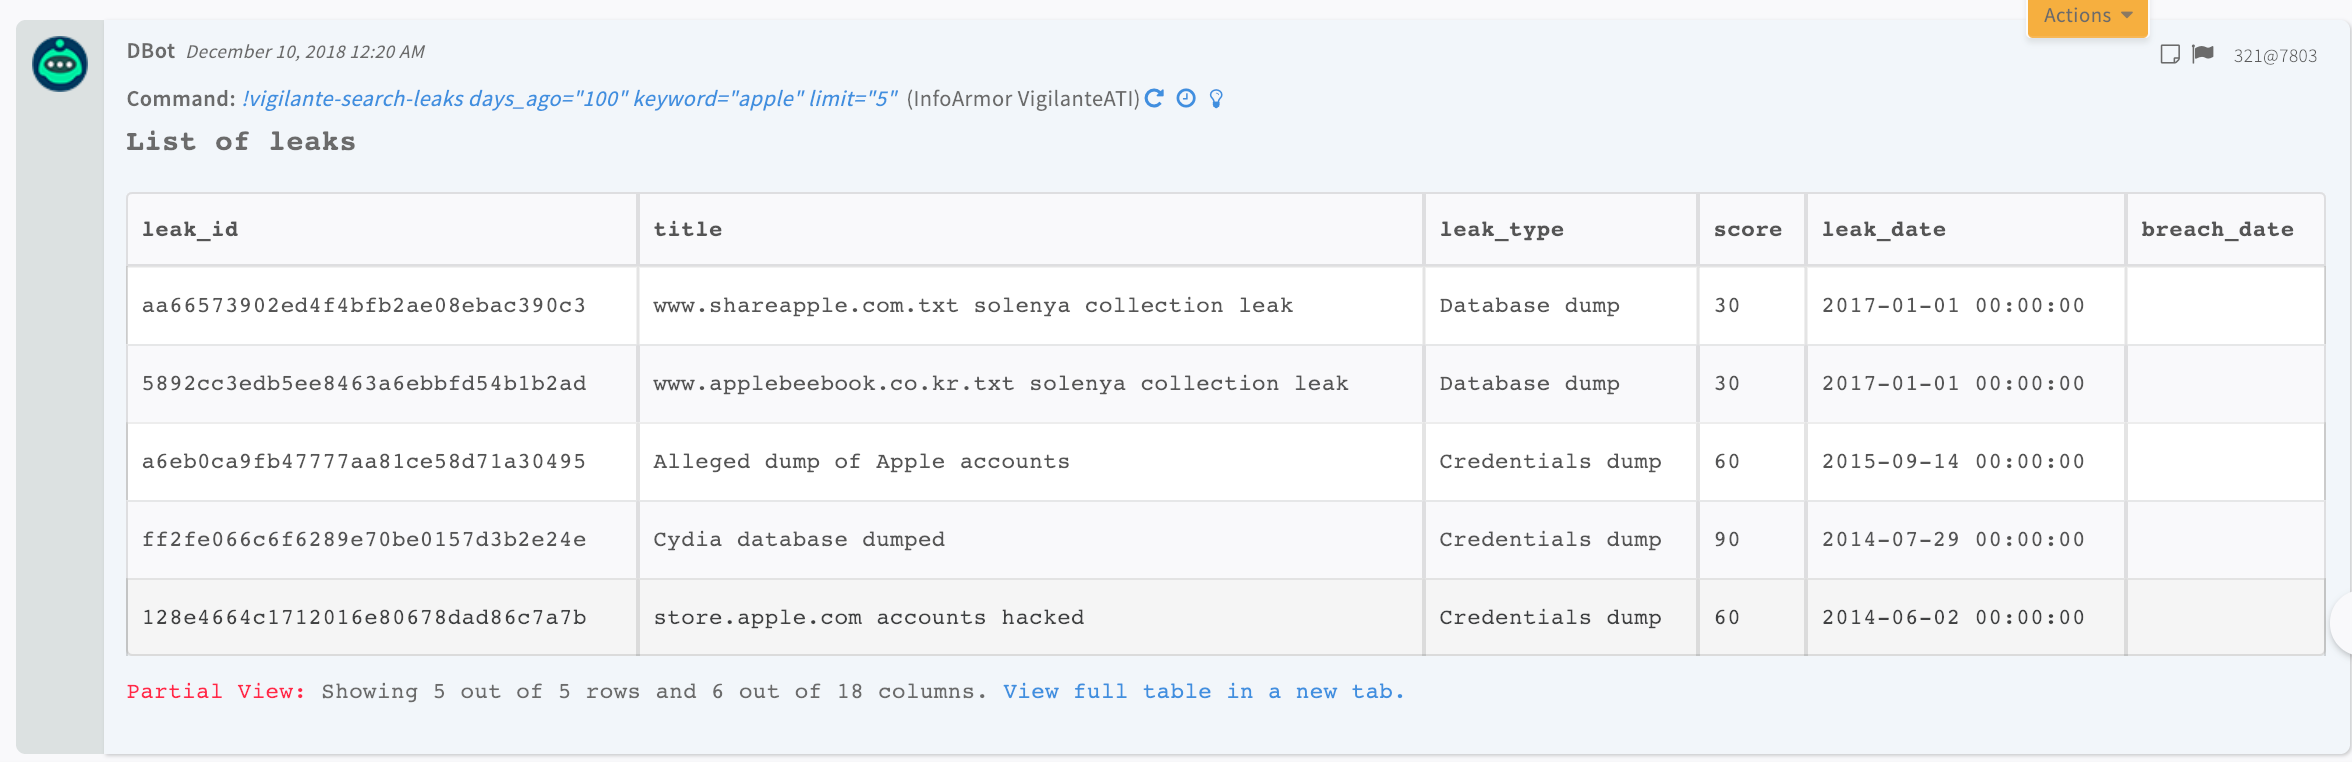 Actions
DBot December 10, 2018 12:20 AM 321@7803
Command: !vigilante-search-leaks days_ago="100" keyword="apple" limit="5" (InfoArmor VigilanteATI)
List of leaks
leak_id title leak_type score leak_date breach_date
aa66573902ed4f4bfb2ae08ebac390c3 www.shareapple.com.txt solenya collection leak Database dump 30 2017-01-01 00:00:00
5892cc3edb5ee8463a6ebbfd54b1b2ad www.applebeebook.co.kr.txt solenya collection leak Database dump 30 2017-01-01 00:00:00
a6eb0ca9fb47777aa81ce58d71a30495 Alleged dump of Apple accounts Credentials dump 60 2015-09-14 00:00:00
ff2fe066c6f6289e70be0157d3b2e24e Cydia database dumped Credentials dump 90 2014-07-29 00:00:00
128e4664c1712016e80678dad86c7a7b store.apple.com accounts hacked Credentials dump 60 2014-06-02 00:00:00
Partial View: Showing 5 out of 5 rows and 6 out of 18 columns. View full table in a new tab.